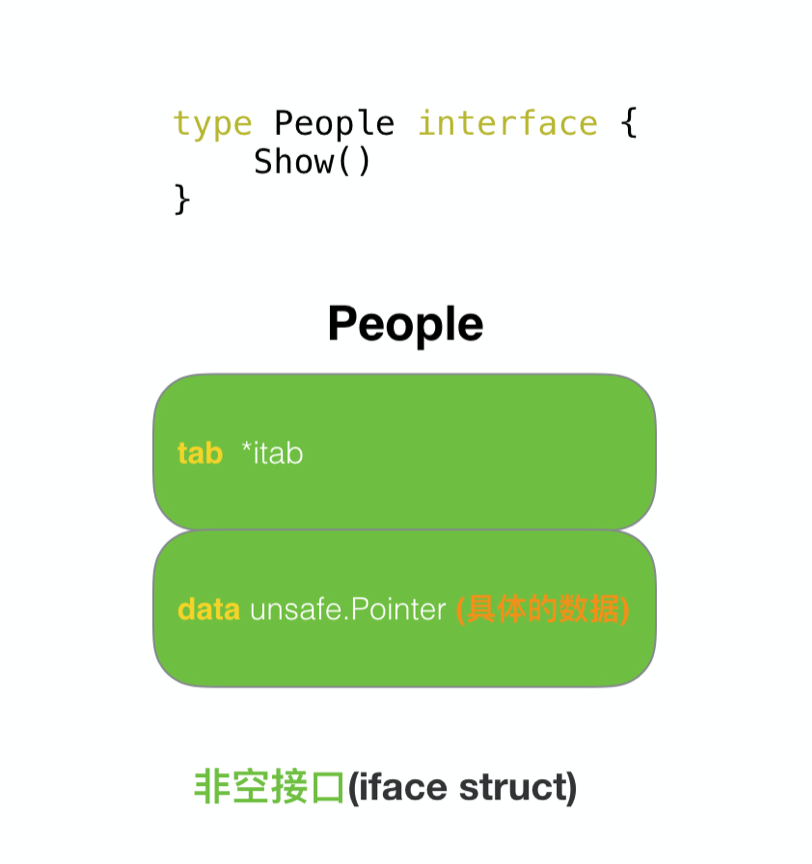 type People interface {
    Show()
}
People
tab *itab
data unsafe.Pointer (具体的数据)
非空接口(iface struct)